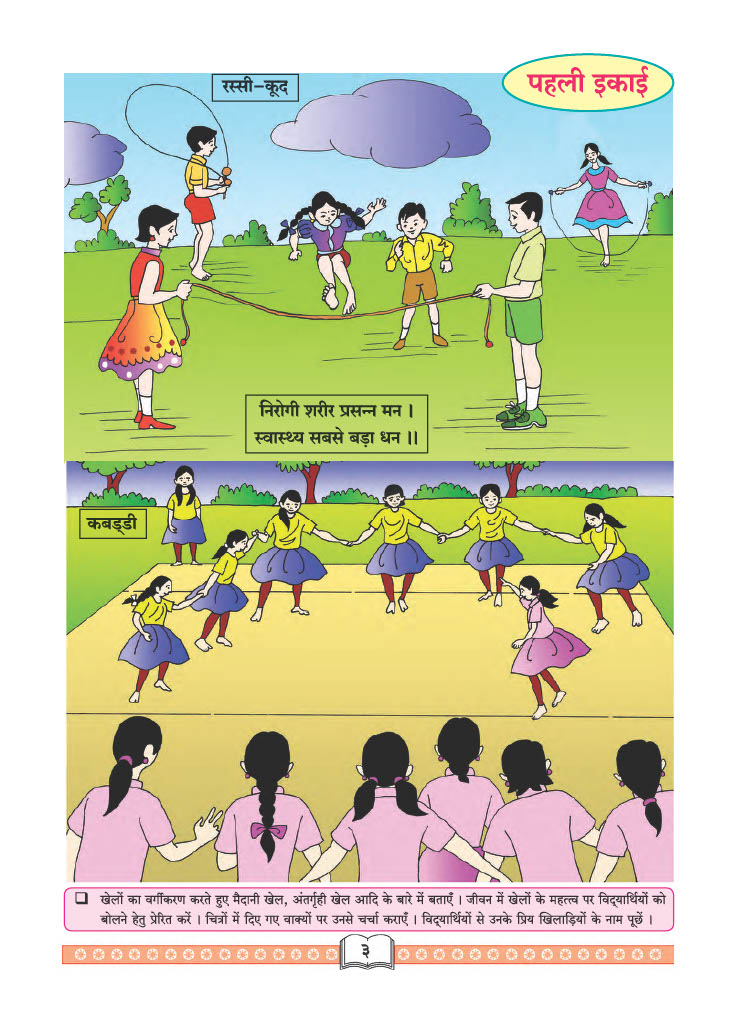 पहली इकाई
रस्सी-कूद
निरोगी शरीर प्रसन्न मन ।
स्वास्थ्य सबसे बड़ा धन ।।
कबड्‌डी
❑ खेलों का वर्गीकरण करते हुए मैदानी खेल, अंतर्गृही खेल आदि के बारे में बताएँ । जीवन में खेलों के महत्त्व पर विद्‌यार्थियों को
बोलने हेतु प्रेरित करें । चित्रों में दिए गए वाक्यों पर उनसे चर्चा कराएँ । विद्‌यार्थियों से उनके प्रिय खिलाड़ियों के नाम पूछें ।
३